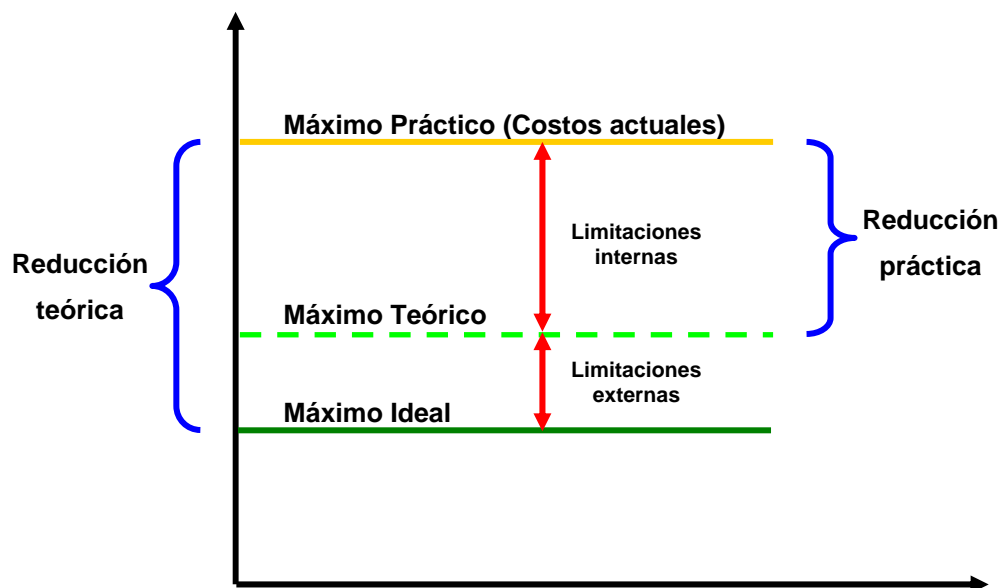 Máximo Práctico (Costos actuales)
Reducción
práctica
Limitaciones
internas
Reducción
teórica
Máximo Teórico
Limitaciones
externas
Máximo Ideal